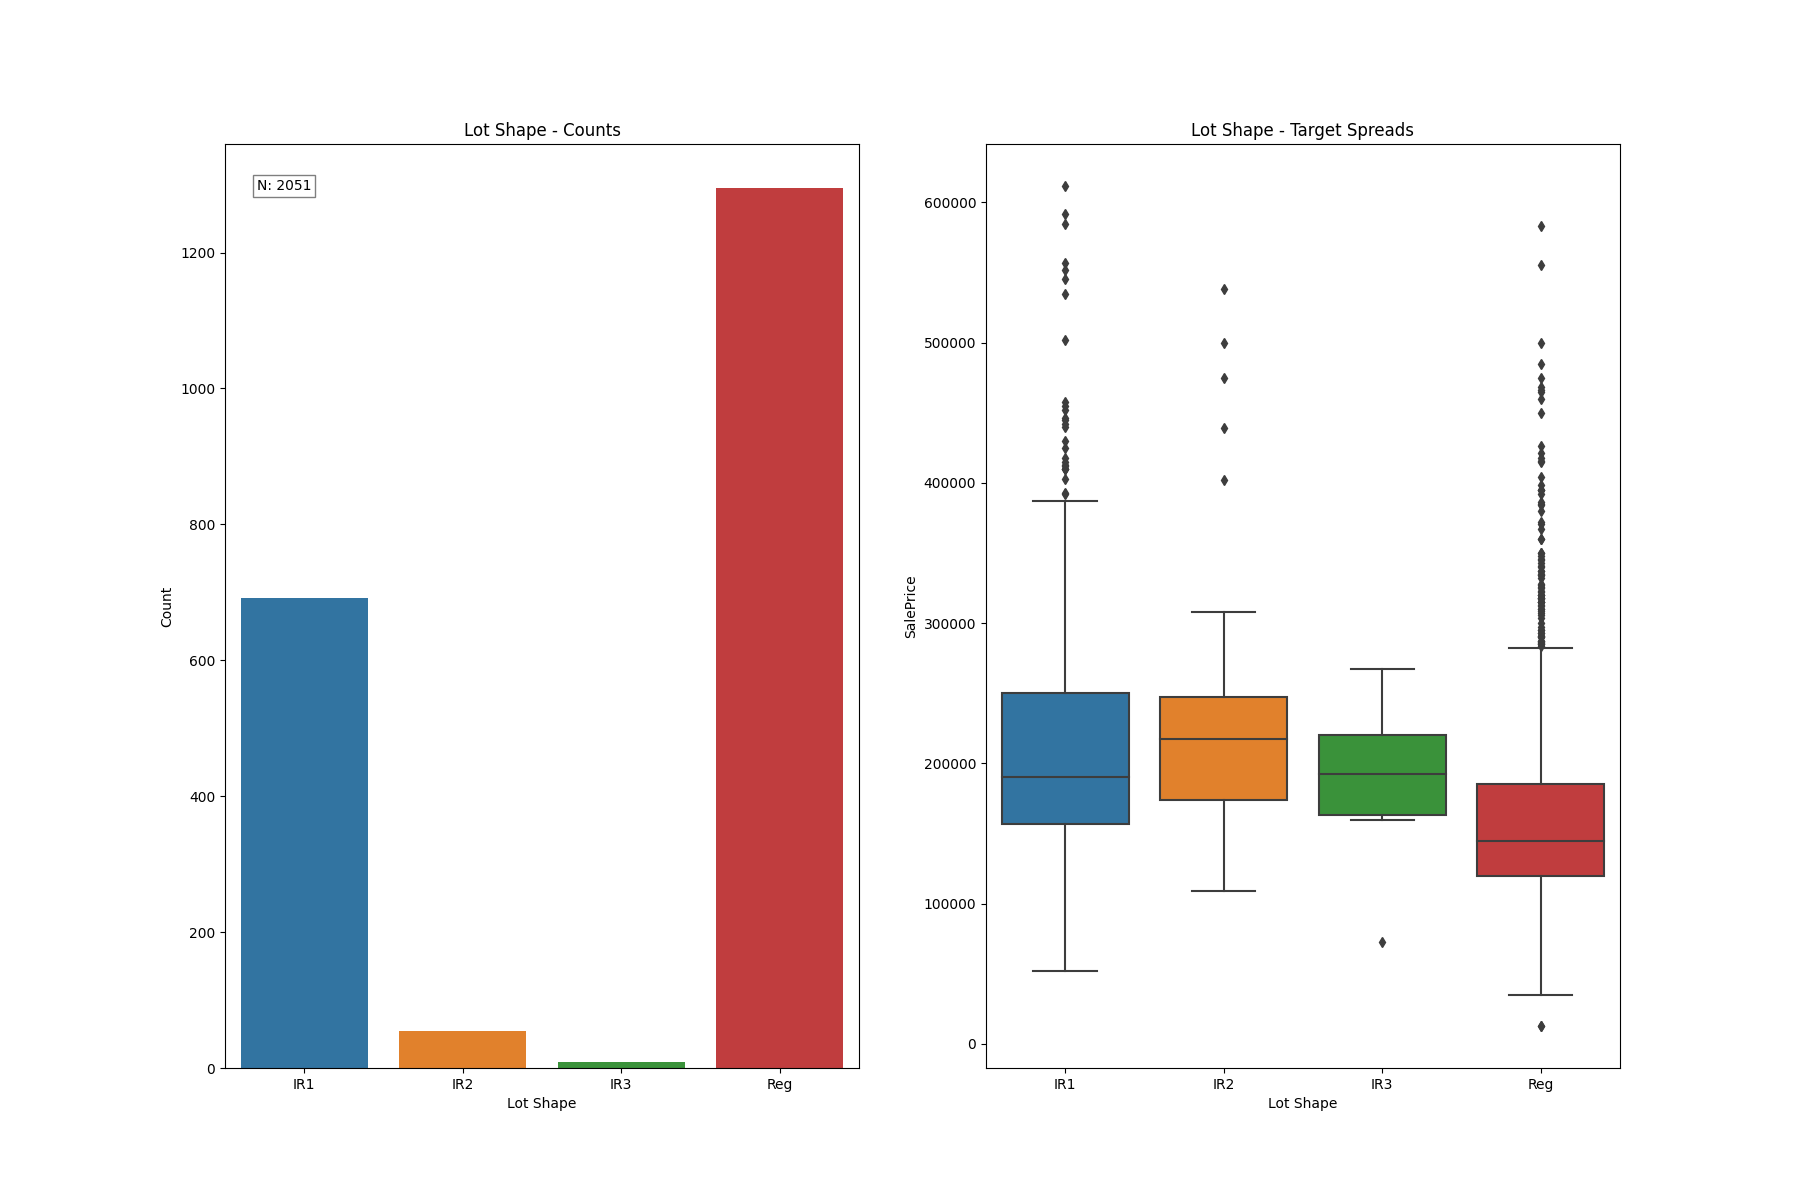 Lot Shape - Counts
N: 2051
1200
1000
800
600
400
200
0
Count
IR1 IR2 IR3 Reg
Lot Shape
Lot Shape - Target Spreads
600000
500000
400000
300000
200000
100000
0
SalePrice
IR1 IR2 IR3 Reg
Lot Shape